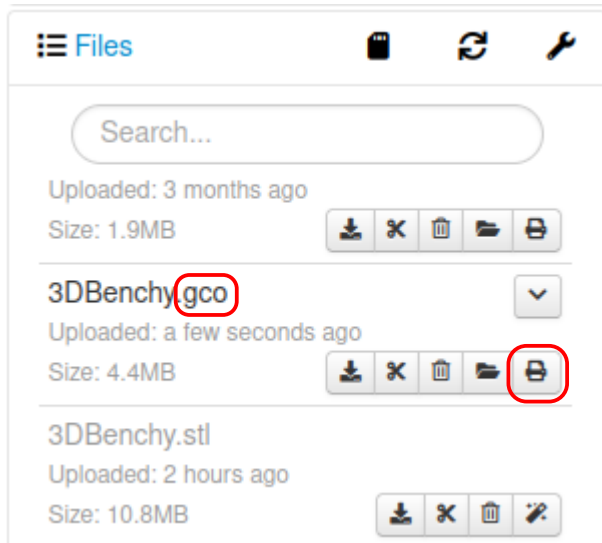 Files
Search...
Uploaded: 3 months ago
Size: 1.9MB
3DBenchy.gco
Uploaded: a few seconds ago
Size: 4.4MB
3DBenchy.stl
Uploaded: 2 hours ago
Size: 10.8MB